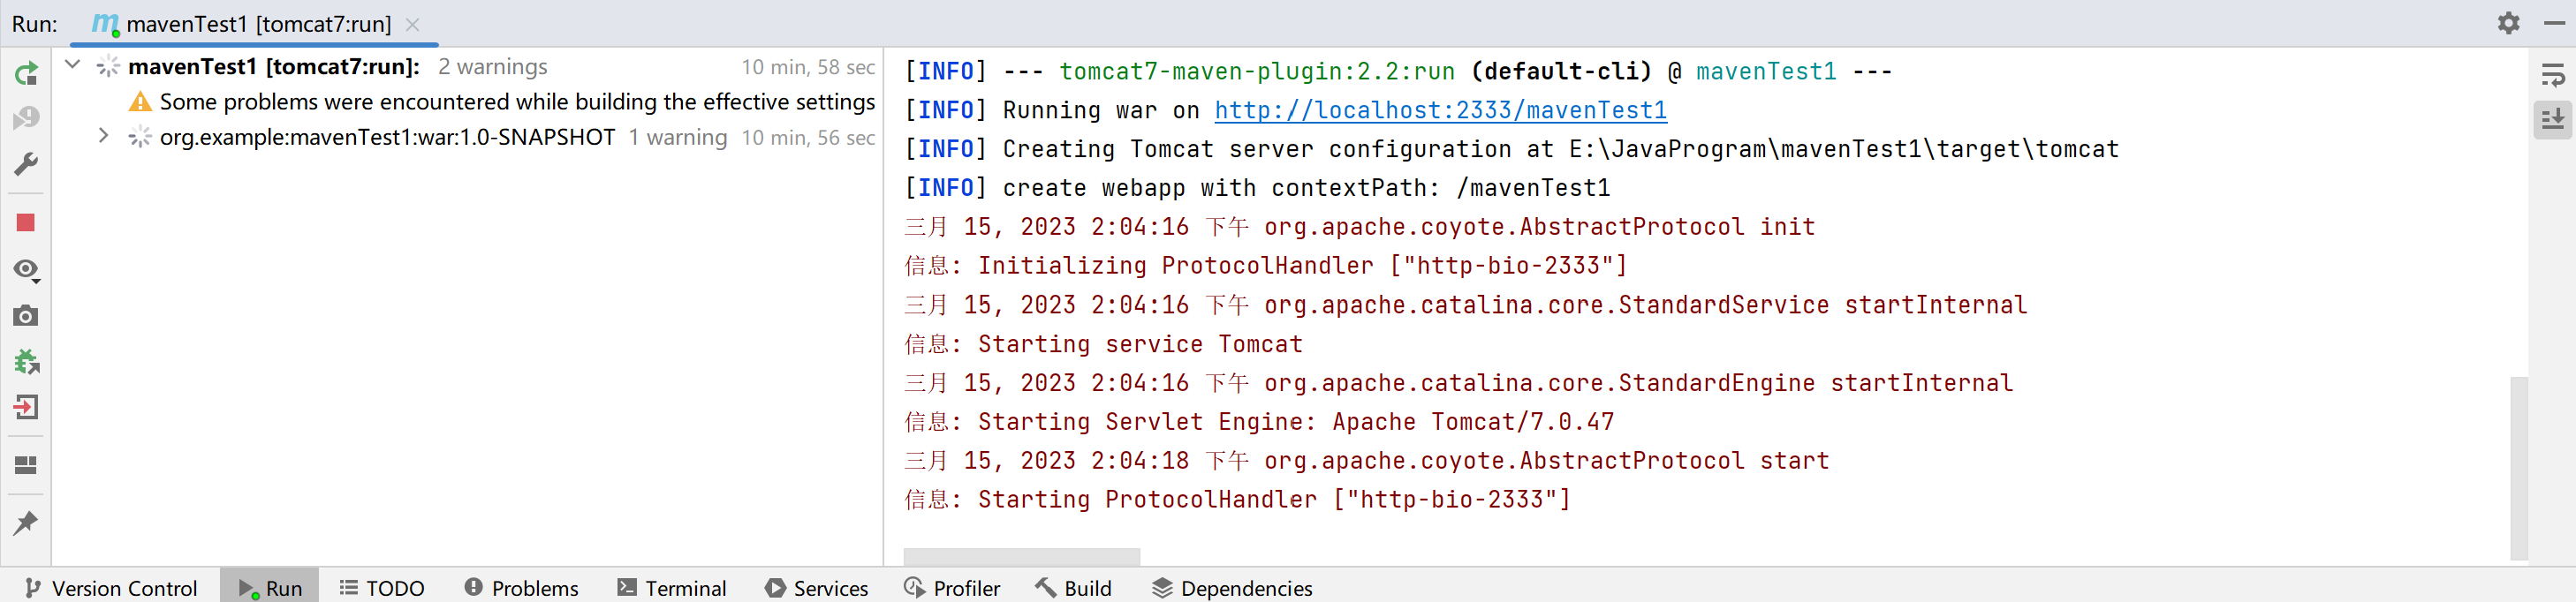 Run: mavenTest1 [tomcat7:run]
mavenTest1 [tomcat7:run]: 2 warnings 10 min, 58 sec
Some problems were encountered while building the effective settings
org.example:mavenTest1:war:1.0-SNAPSHOT 1 warning 10 min, 56 sec
[INFO] --- tomcat7-maven-plugin:2.2:run (default-cli) @ mavenTest1 ---
[INFO] Running war on http://localhost:2333/mavenTest1
[INFO] Creating Tomcat server configuration at E:\JavaProgram\mavenTest1\target\tomcat
[INFO] create webapp with contextPath: /mavenTest1
三月 15, 2023 2:04:16 下午 org.apache.coyote.AbstractProtocol init
信息: Initializing ProtocolHandler ["http-bio-2333"]
三月 15, 2023 2:04:16 下午 org.apache.catalina.core.StandardService startInternal
信息: Starting service Tomcat
三月 15, 2023 2:04:16 下午 org.apache.catalina.core.StandardEngine startInternal
信息: Starting Servlet Engine: Apache Tomcat/7.0.47
三月 15, 2023 2:04:18 下午 org.apache.coyote.AbstractProtocol start
信息: Starting ProtocolHandler ["http-bio-2333"]
Version Control Run TODO Problems Terminal Services Profiler Build Dependencies